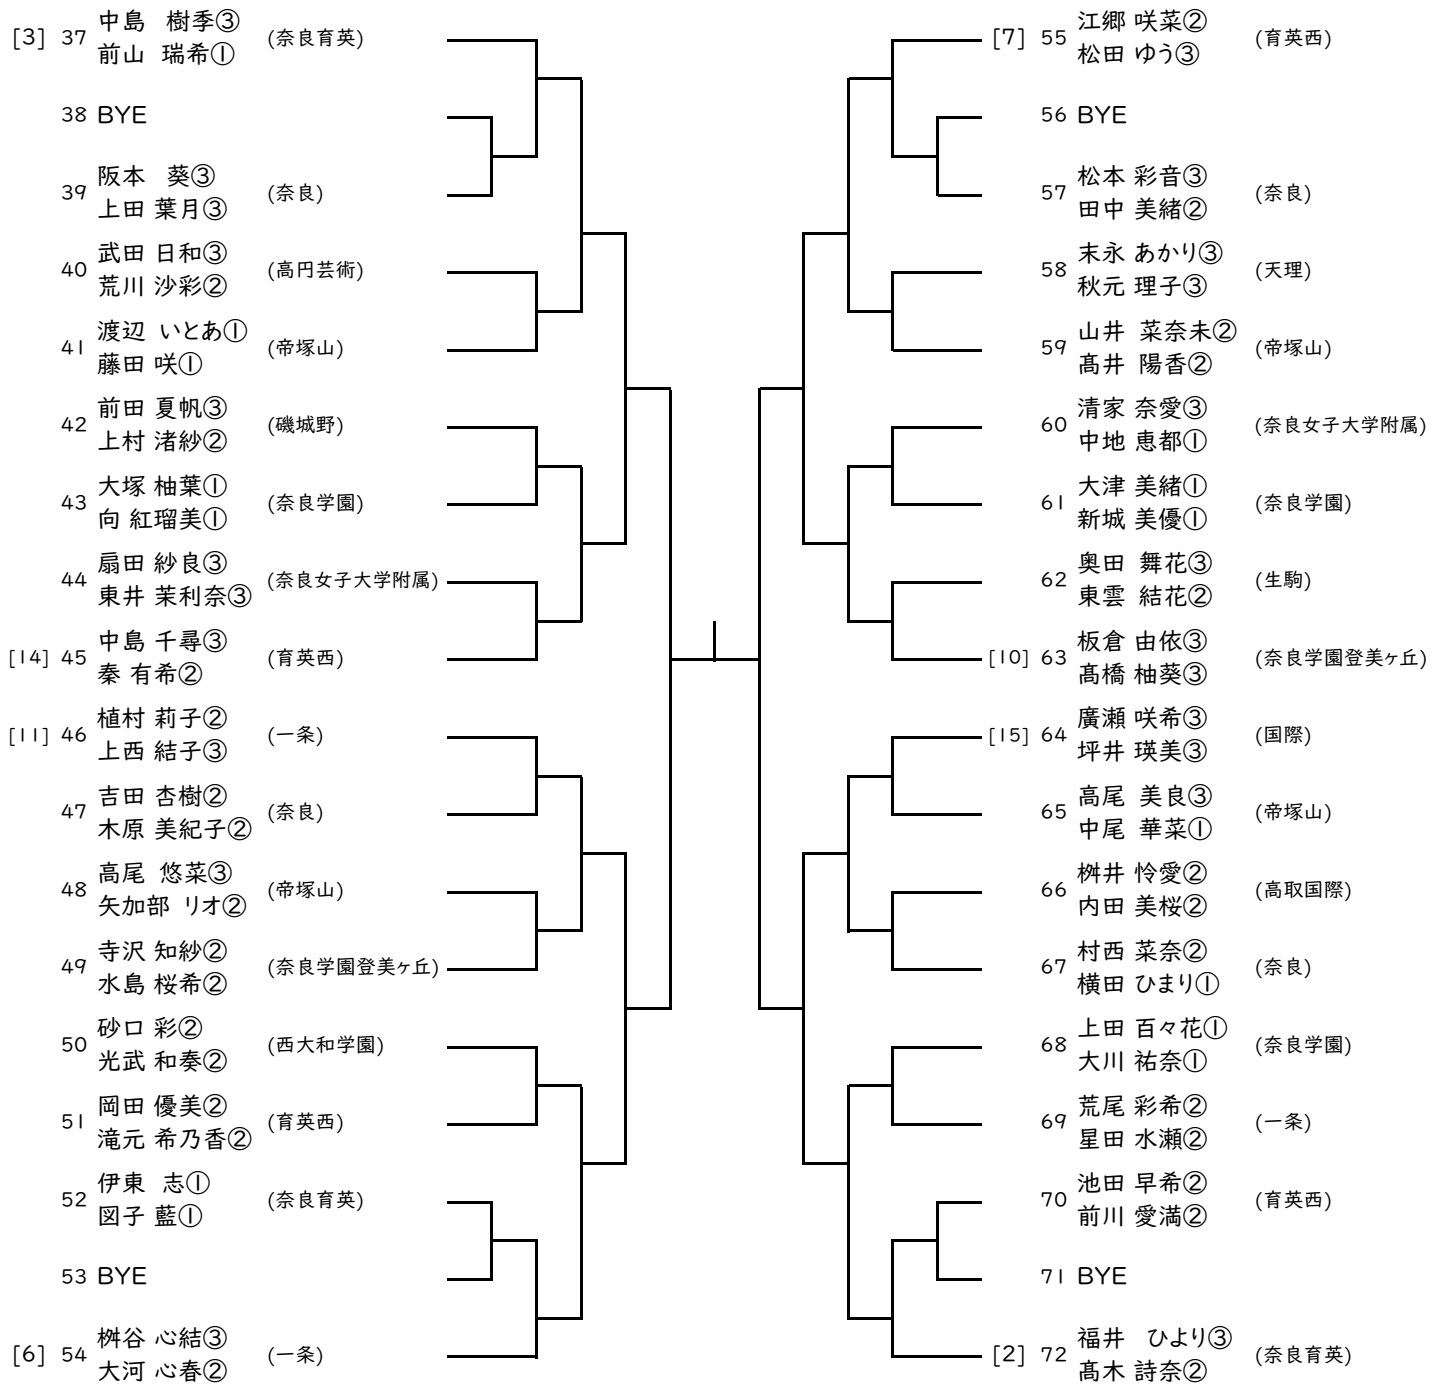 [3] 37 中島 樹季③ (奈良育英)
前山 瑞希①
38 BYE
39 阪本 葵③ (奈良)
上田 葉月③
40 武田 日和③ (高円芸術)
荒川 沙彩②
41 渡辺 いとあ① (帝塚山)
藤田 咲①
42 前田 夏帆③ (磯城野)
上村 渚紗②
43 大塚 柚葉① (奈良学園)
向 紅瑠美①
44 扇田 紗良③ (奈良女子大学附属)
東井 茉利奈③
[14] 45 中島 千尋③ (育英西)
秦 有希②
[11] 46 植村 莉子② (一条)
上西 結子③
47 吉田 杏樹② (奈良)
木原 美紀子②
48 高尾 悠菜③ (帝塚山)
矢加部 リオ②
49 寺沢 知紗② (奈良学園登美ヶ丘)
水島 桜希②
50 砂口 彩② (西大和学園)
光武 和奏②
51 岡田 優美② (育英西)
滝元 希乃香②
52 伊東 志① (奈良育英)
図子 藍①
53 BYE
[6] 54 桝谷 心結③ (一条)
大河 心春②
[7] 55 江郷 咲菜② (育英西)
松田 ゆう③
56 BYE
57 松本 彩音③ (奈良)
田中 美緒②
58 末永 あかり③ (天理)
秋元 理子③
59 山井 菜奈未② (帝塚山)
髙井 陽香②
60 清家 奈愛③ (奈良女子大学附属)
中地 恵都①
61 大津 美緒① (奈良学園)
新城 美優①
62 奥田 舞花③ (生駒)
東雲 結花②
[10] 63 板倉 由依③ (奈良学園登美ヶ丘)
髙橋 柚葵③
[15] 64 廣瀬 咲希③ (国際)
坪井 瑛美③
65 高尾 美良③ (帝塚山)
中尾 華菜①
66 桝井 怜愛② (高取国際)
内田 美桜②
67 村西 菜奈② (奈良)
横田 ひまり①
68 上田 百々花① (奈良学園)
大川 祐奈①
69 荒尾 彩希② (一条)
星田 水瀬②
70 池田 早希② (育英西)
前川 愛満②
71 BYE
[2] 72 福井 ひより③ (奈良育英)
髙木 詩奈②